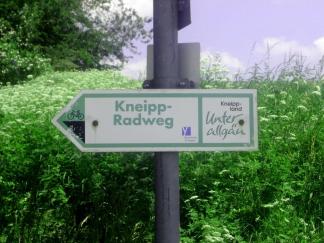 Kneipp-
Radweg
Kneipp-
land
Unter
allgäu